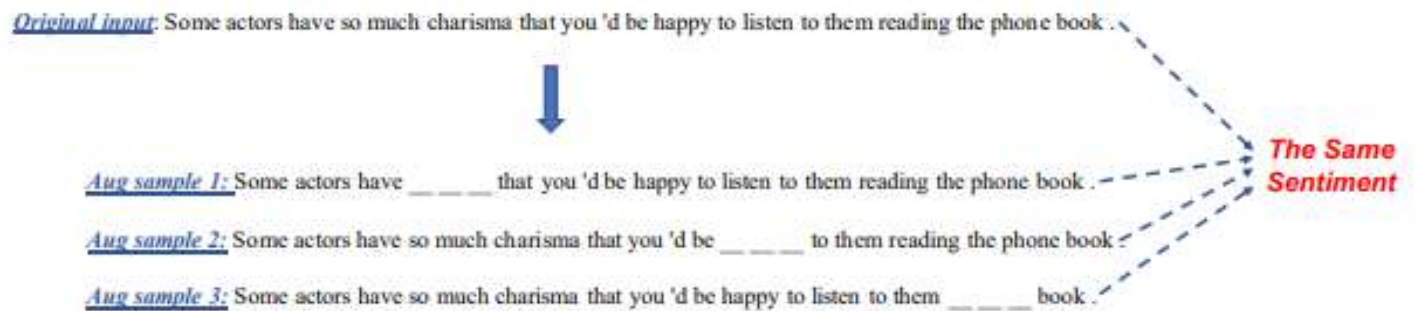 Original input: Some actors have so much charisma that you 'd be happy to listen to them reading the phone book .
The Same
Sentiment
Aug sample 1: Some actors have __ __ __ that you 'd be happy to listen to them reading the phone book .
Aug sample 2: Some actors have so much charisma that you 'd be __ __ __ to them reading the phone book .
Aug sample 3: Some actors have so much charisma that you 'd be happy to listen to them __ __ __ book .